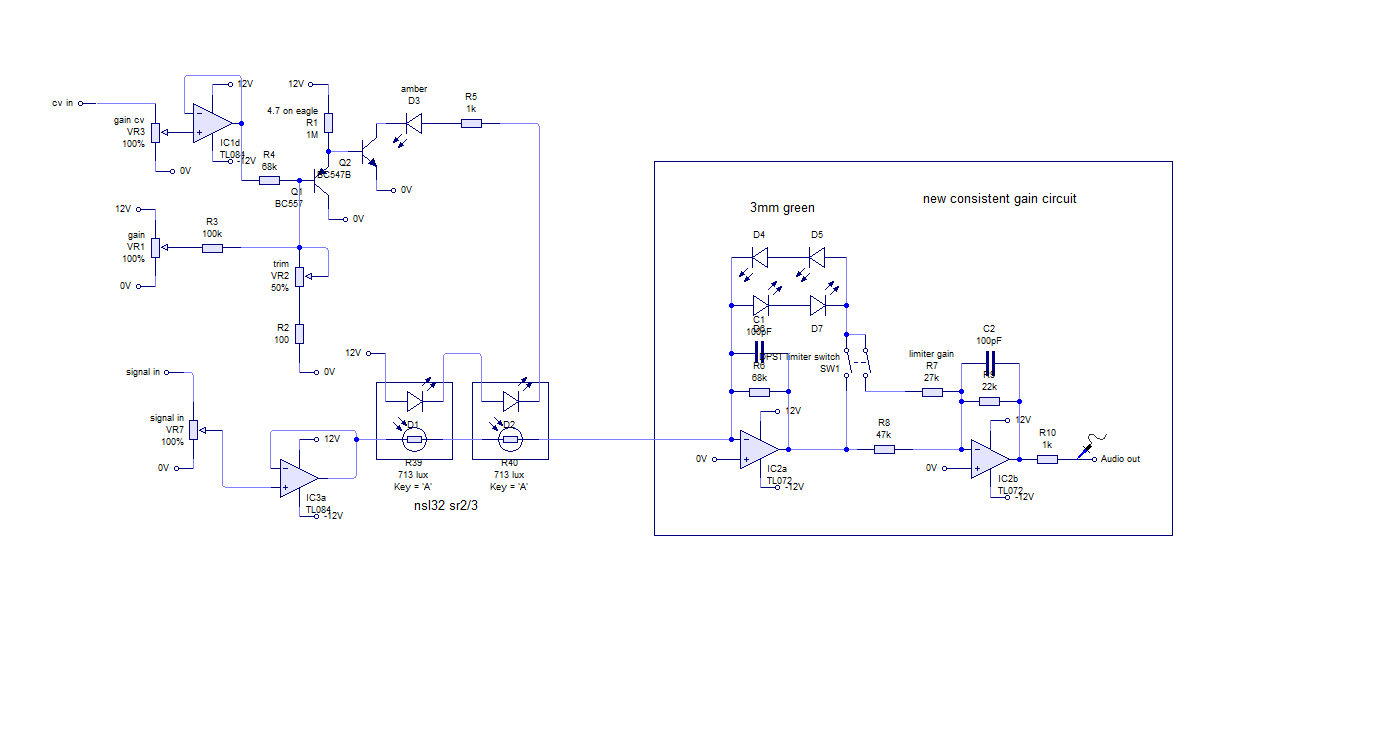 cv in
gain cv
VR3
100%
0V
12V
-12V
IC1d
TL084
R4
68k
12V
4.7 on eagle
R1
1M
Q1
BC557
0V
Q2
BC547B
0V
amber
D3
R5
1k
12V
gain
VR1
100%
0V
R3
100k
trim
VR2
50%
R2
100
0V
signal in
signal in
VR7
100%
0V
12V
-12V
IC3a
TL084
12V
D1
R39
713 lux
Key = 'A'
D2
R40
713 lux
Key = 'A'
nsl32 sr2/3
new consistent gain circuit
3mm green
D4
D5
D6
D7
C1
100pF
R6
68k
DPST limiter switch
SW1
limiter gain
R7
27k
C2
100pF
R9
22k
12V
0V
-12V
IC2a
TL072
R8
47k
12V
0V
-12V
IC2b
TL072
R10
1k
Audio out